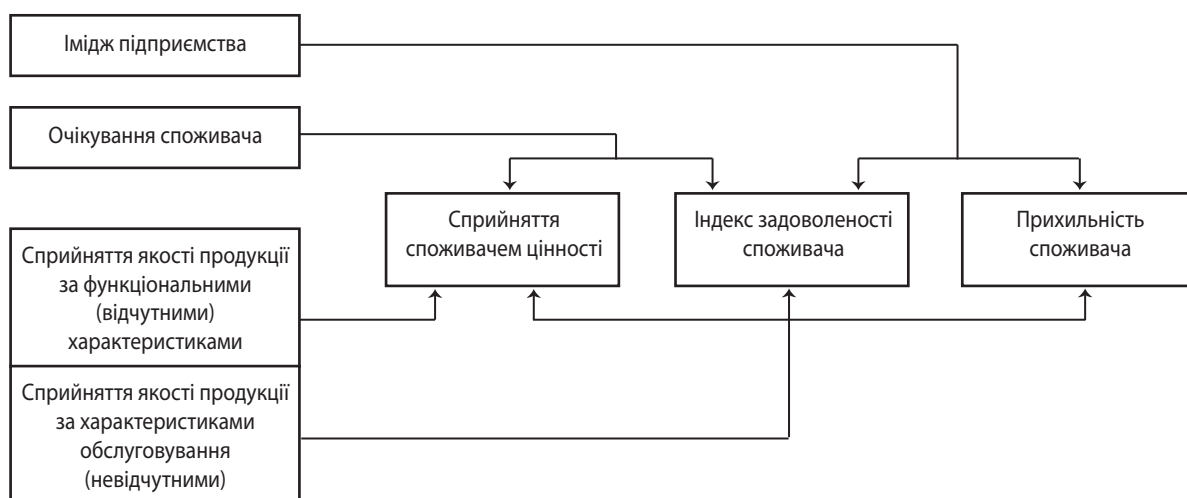 Імідж підприємства
Очікування споживача
Сприйняття
споживачем цінності
Індекс задоволеності
споживача
Прихильність
споживача
Сприйняття якості продукції
за функціональними
(відчутними)
характеристиками
Сприйняття якості продукції
за характеристиками
обслуговування
(невідчутними)